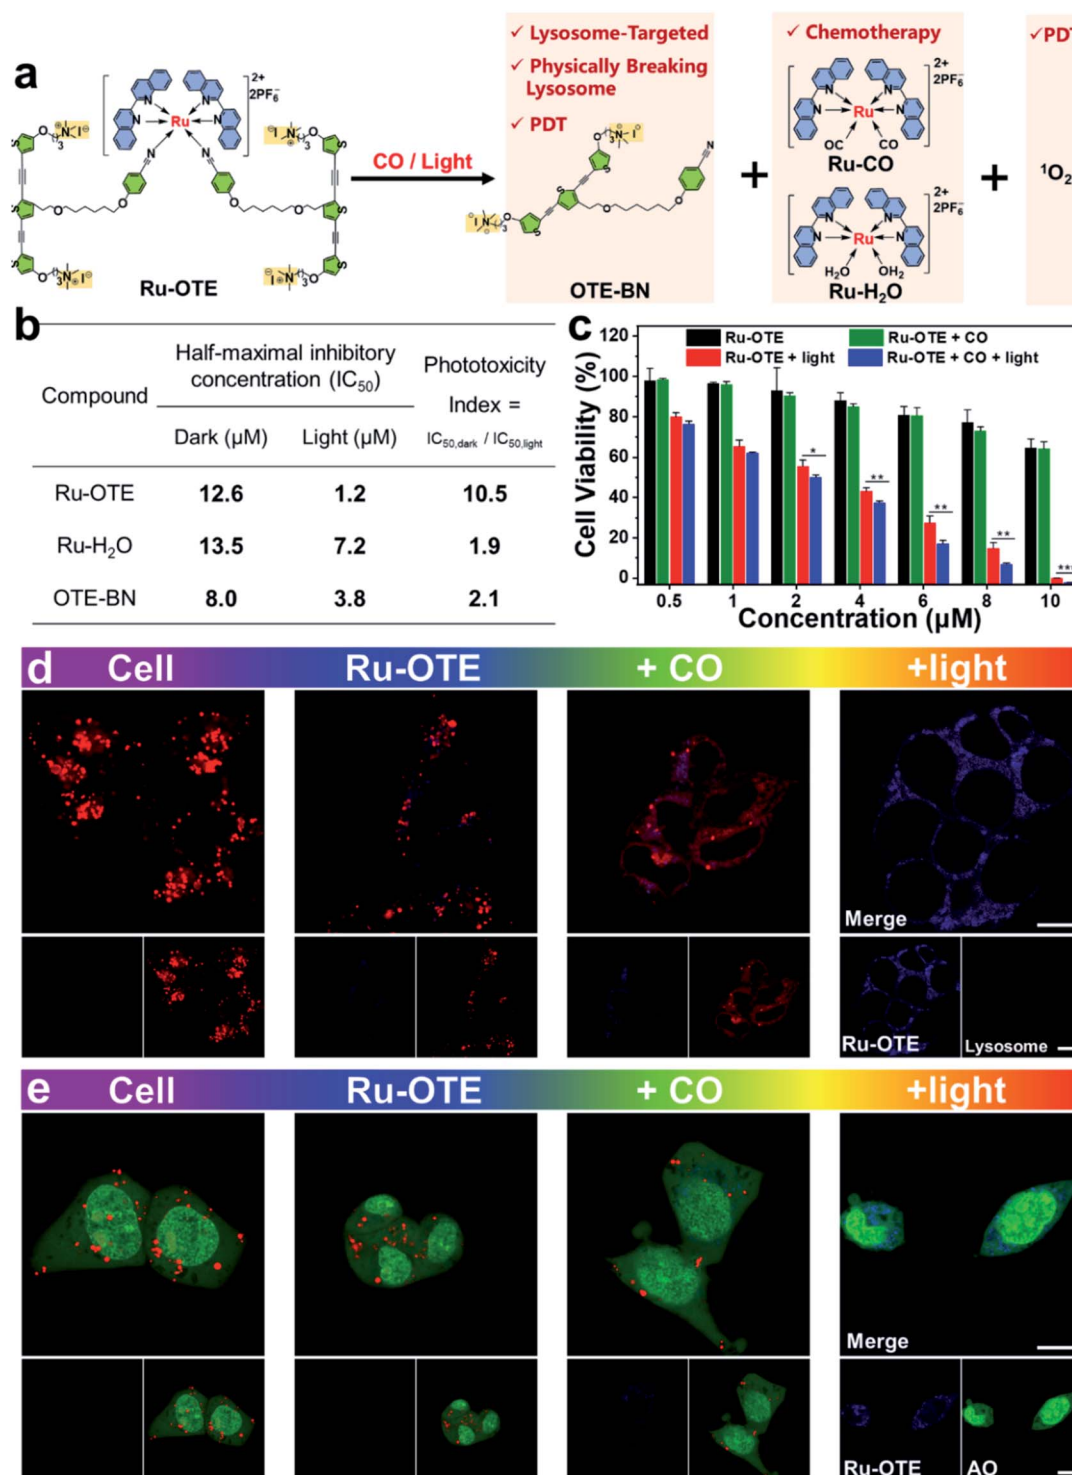 a
✓ Lysosome-Targeted
✓ Physically Breaking
Lysosome
✓ PDT
✓ Chemotherapy
✓ PDT
2+
2PF₆⁻
Ru
N
O
S
CO / Light
Ru-OTE
OTE-BN
+
Ru
OC
CO
Ru-CO
2+
2PF₆⁻
Ru
H₂O
OH₂
Ru-H₂O
2+
2PF₆⁻
+
¹O₂
b
Compound
Half-maximal inhibitory
concentration (IC₅₀)
Phototoxicity
Index =
Dark (µM)
Light (µM)
IC₅₀,dark / IC₅₀,light
Ru-OTE 12.6 1.2 10.5
Ru-H₂O 13.5 7.2 1.9
OTE-BN 8.0 3.8 2.1
c
Ru-OTE
Ru-OTE + CO
Ru-OTE + light
Ru-OTE + CO + light
Cell Viability (%)
120
100
80
60
40
20
0
*
**
**
**
0.5 1 2 4 6 8 10
Concentration (µM)
d Cell Ru-OTE + CO +light
Merge
Ru-OTE Lysosome
e Cell Ru-OTE + CO +light
Merge
Ru-OTE AO